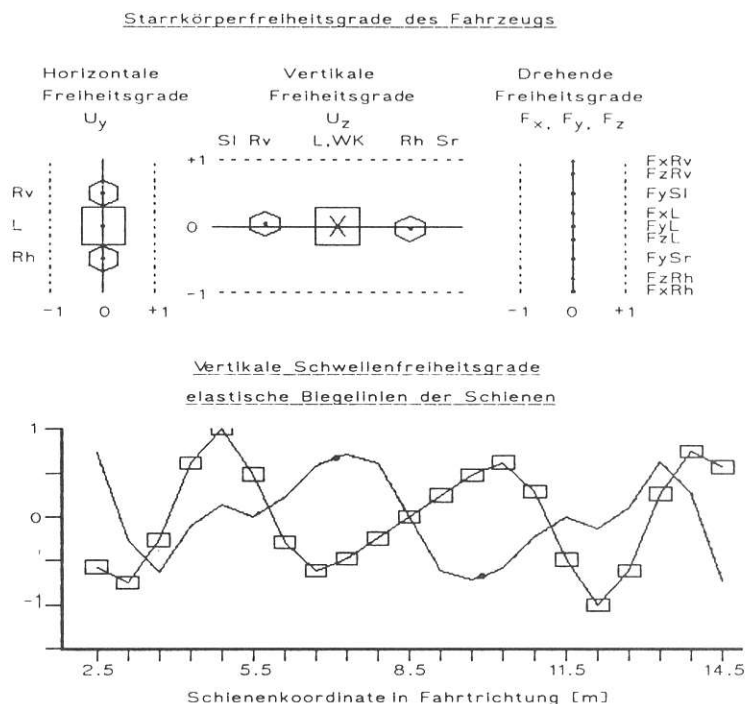 Starrkörperfreiheitsgrade des Fahrzeugs
Horizontale
Freiheitsgrade
Uy
Vertikale
Freiheitsgrade
Uz
Sl Rv L,WK Rh Sr
Drehende
Freiheitsgrade
Fx, Fy, Fz
Rv
L
Rh
-1 0 +1
+1
0
-1
FxRv
FzRv
FySl
FxL
FyL
FzL
FySr
FzRh
FxRh
-1 0 +1
Vertikale Schwellenfreiheitsgrade
elastische Biegelinien der Schienen
1
0
-1
2.5 5.5 8.5 11.5 14.5
Schienenkoordinate in Fahrtrichtung [m]